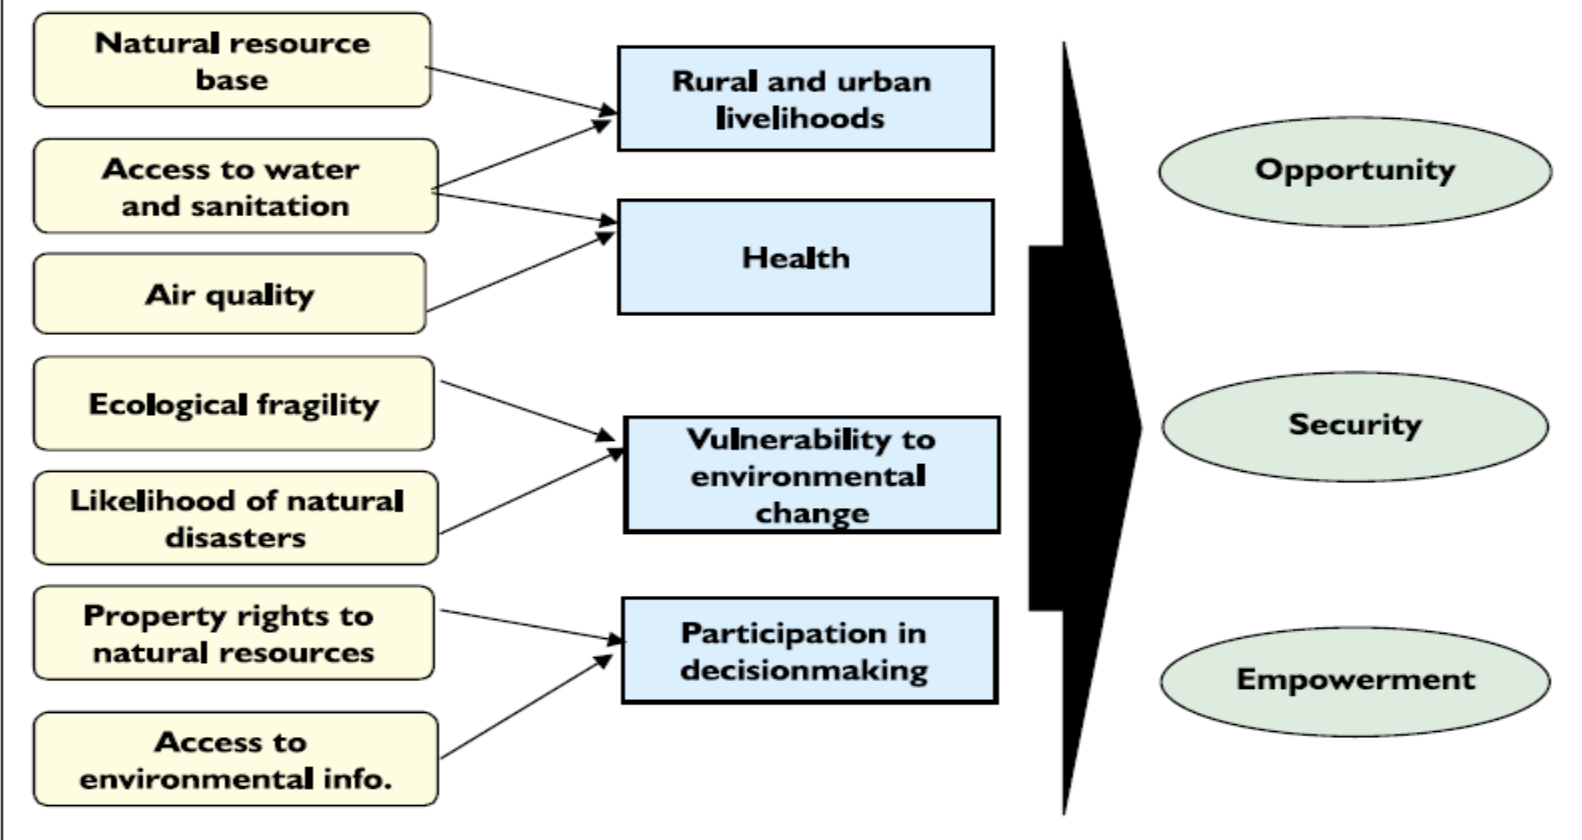 Natural resource
base
Access to water
and sanitation
Air quality
Ecological fragility
Likelihood of natural
disasters
Property rights to
natural resources
Access to
environmental info.
Rural and urban
livelihoods
Health
Vulnerability to
environmental
change
Participation in
decisionmaking
Opportunity
Security
Empowerment